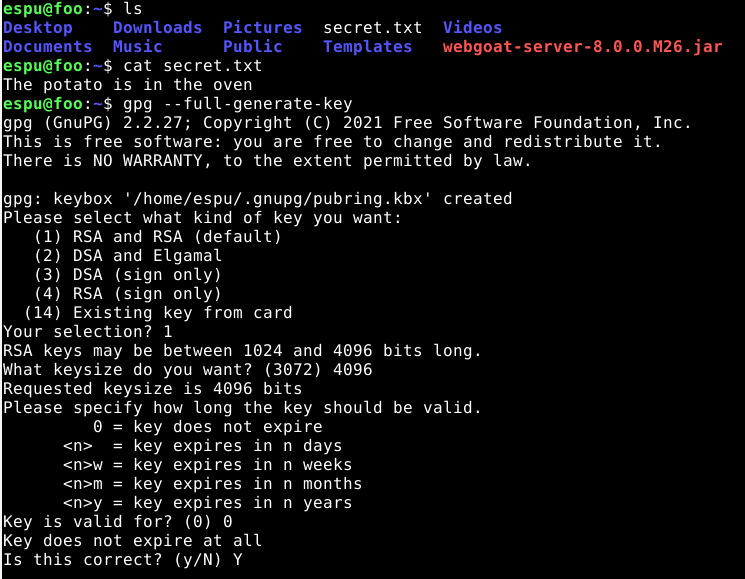 espu@foo:~$ ls
Desktop    Downloads  Pictures  secret.txt  Videos
Documents  Music      Public    Templates   webgoat-server-8.0.0.M26.jar
espu@foo:~$ cat secret.txt
The potato is in the oven
espu@foo:~$ gpg --full-generate-key
gpg (GnuPG) 2.2.27; Copyright (C) 2021 Free Software Foundation, Inc.
This is free software: you are free to change and redistribute it.
There is NO WARRANTY, to the extent permitted by law.

gpg: keybox '/home/espu/.gnupg/pubring.kbx' created
Please select what kind of key you want:
   (1) RSA and RSA (default)
   (2) DSA and Elgamal
   (3) DSA (sign only)
   (4) RSA (sign only)
  (14) Existing key from card
Your selection? 1
RSA keys may be between 1024 and 4096 bits long.
What keysize do you want? (3072) 4096
Requested keysize is 4096 bits
Please specify how long the key should be valid.
         0 = key does not expire
      <n>  = key expires in n days
      <n>w = key expires in n weeks
      <n>m = key expires in n months
      <n>y = key expires in n years
Key is valid for? (0) 0
Key does not expire at all
Is this correct? (y/N) Y